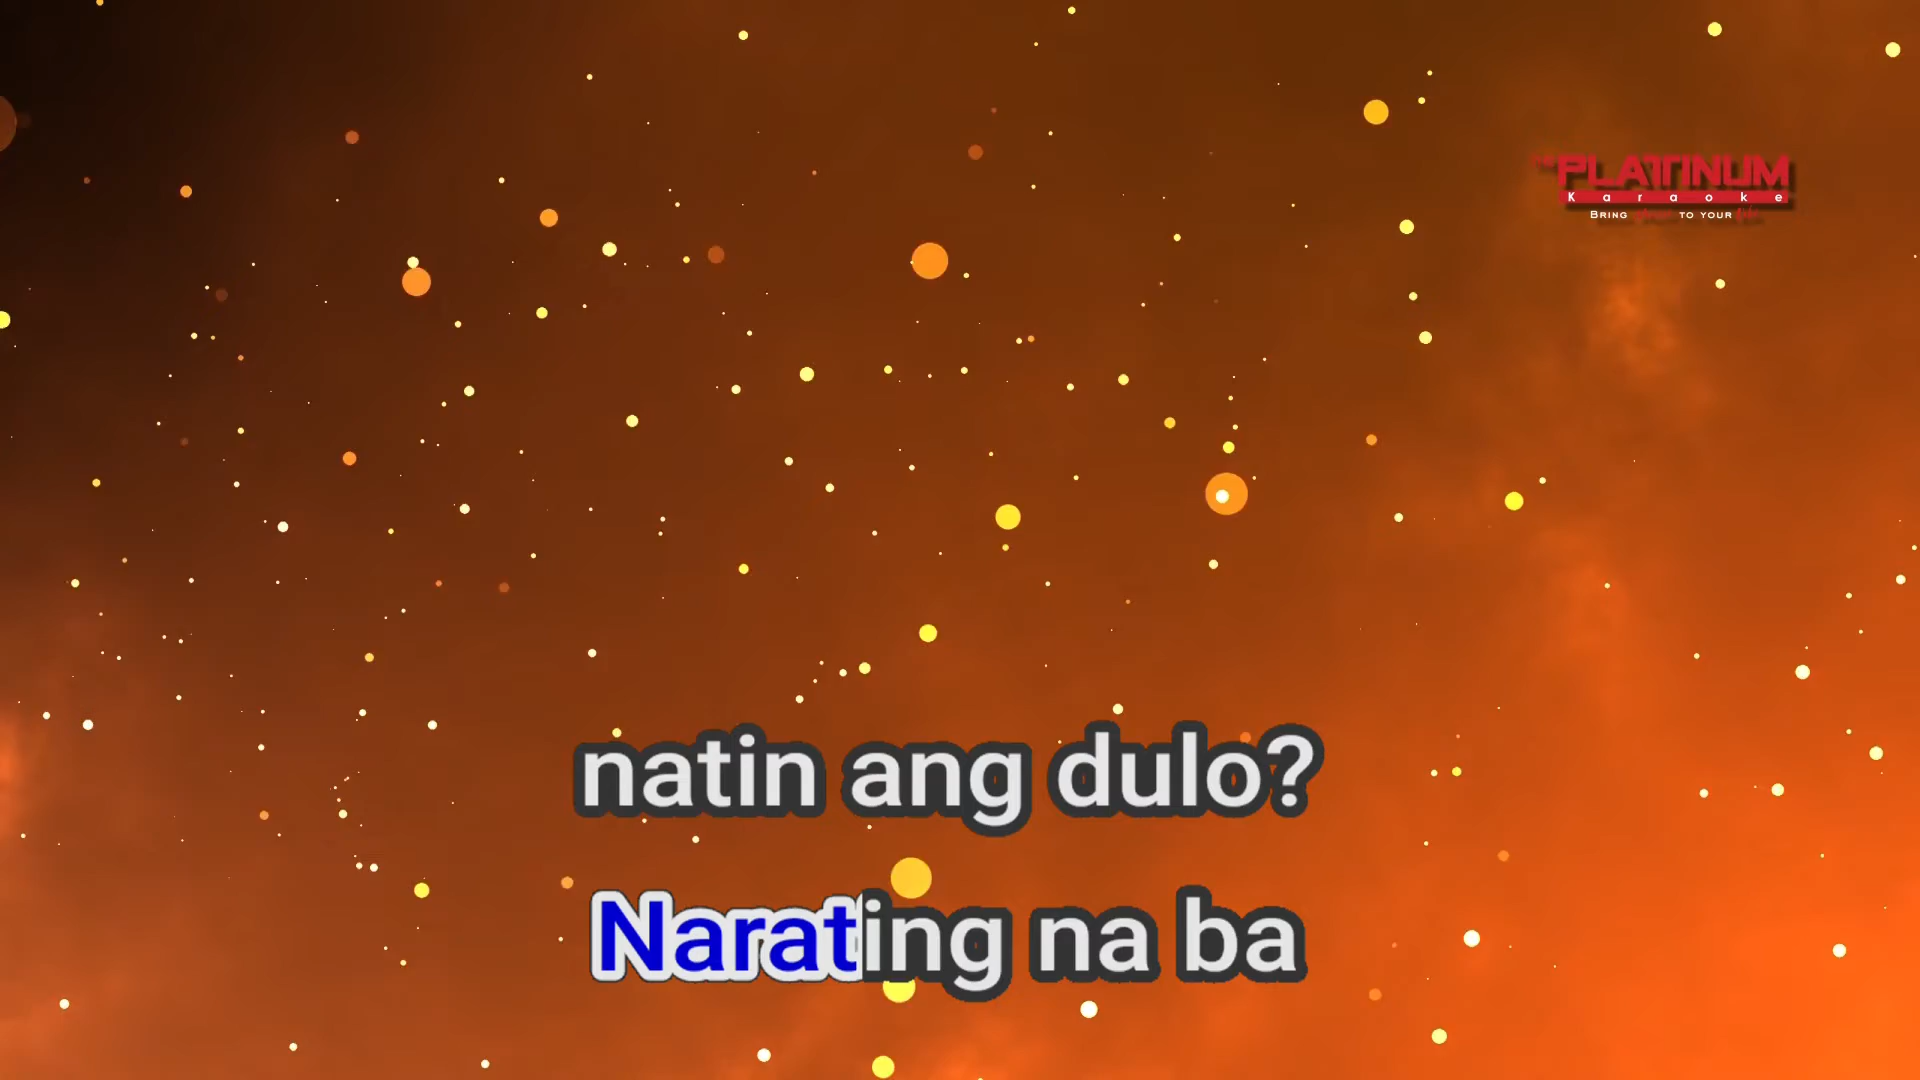 PLATINUM
Karaoke
BRING TO YOUR
natin ang dulo?
Narating na ba